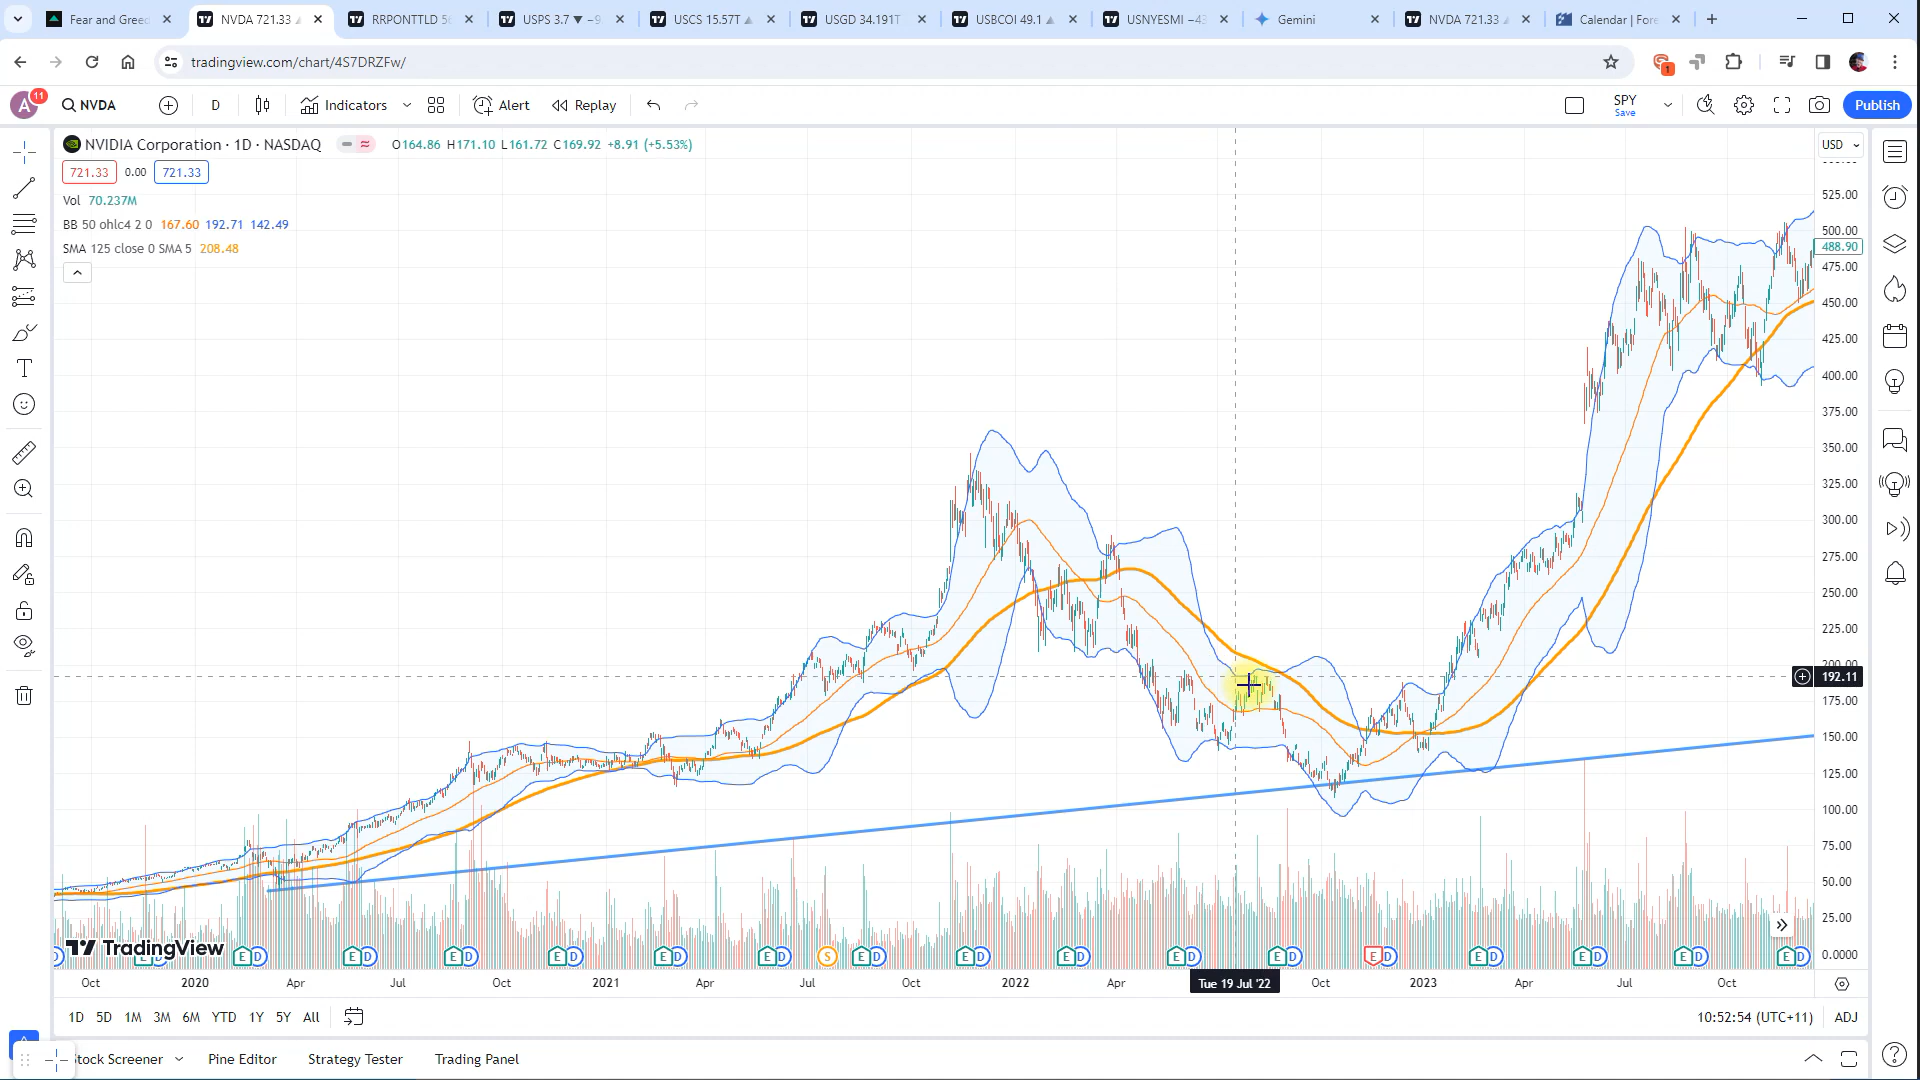 Fear and Greed
NVDA 721.33
RRPONTTLD
USPS 3.7 ▼ −9
USCS 15.57T ▲
USGD 34.191T
USBCOI 49.1 ▲
USNYESMI −43
Gemini
NVDA 721.33
Calendar | Fore
tradingview.com/chart/4S7DRZFw/
1
A 11 NVDA D Indicators Alert Replay SPY Save Publish
NVIDIA Corporation · 1D · NASDAQ O164.86 H171.10 L161.72 C169.92 +8.91 (+5.53%)
721.33 0.00 721.33
Vol 70.237M
BB 50 ohlc4 2 0 167.60 192.71 142.49
SMA 125 close 0 SMA 5 208.48
USD
525.00
500.00
488.90
475.00
450.00
425.00
400.00
375.00
350.00
325.00
300.00
275.00
250.00
225.00
200.00
192.11
175.00
150.00
125.00
100.00
75.00
50.00
25.00
0.0000
TradingView
E D E D E D E D E D E D E D S E D E D E D E D E D E D E D E D E D E D
Oct 2020 Apr Jul Oct 2021 Apr Jul Oct 2022 Apr Tue 19 Jul '22 Oct 2023 Apr Jul Oct
1D 5D 1M 3M 6M YTD 1Y 5Y All 10:52:54 (UTC+11) ADJ
Stock Screener Pine Editor Strategy Tester Trading Panel